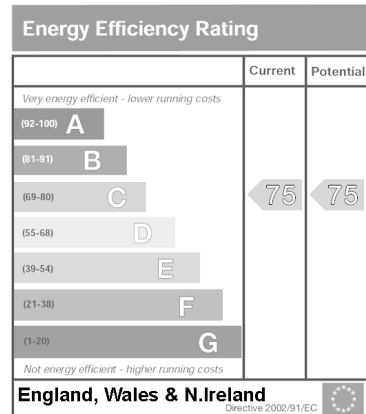 Energy Efficiency Rating
Current Potential
Very energy efficient - lower running costs
(92-100) A
(81-91) B
(69-80) C 75 75
(55-68) D
(39-54) E
(21-38) F
(1-20) G
Not energy efficient - higher running costs
England, Wales & N.Ireland
Directive 2002/91/EC